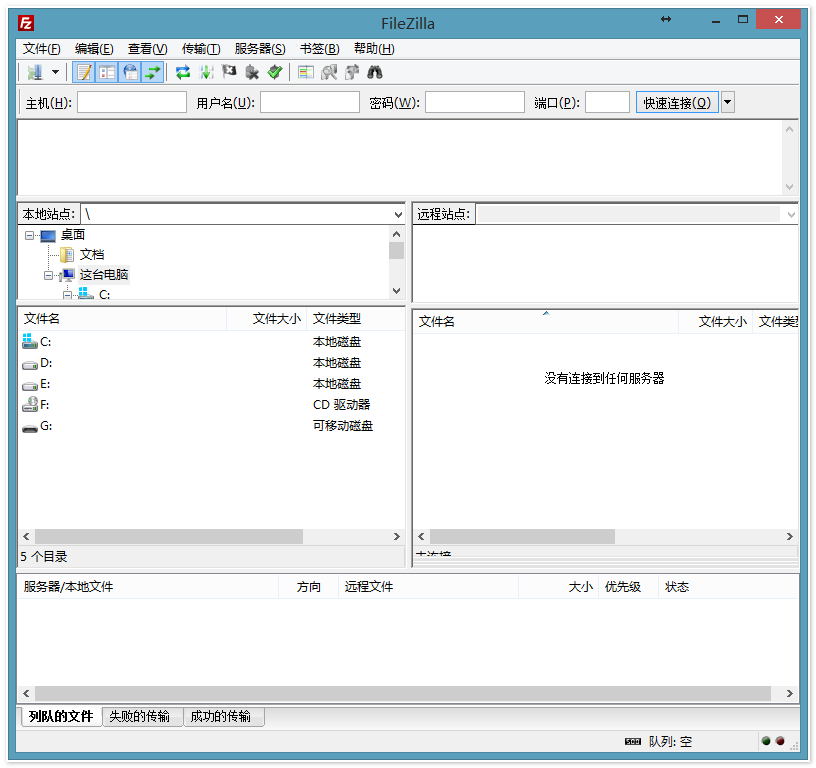 FileZilla
文件(F) 编辑(E) 查看(V) 传输(T) 服务器(S) 书签(B) 帮助(H)
主机(H): 用户名(U): 密码(W): 端口(P): 快速连接(Q)
本地站点: \
远程站点:
桌面
文档
这台电脑
C:
文件名 文件大小 文件类型
C: 本地磁盘
D: 本地磁盘
E: 本地磁盘
F: CD 驱动器
G: 可移动磁盘
5 个目录
文件名 文件大小 文件类型
没有连接到任何服务器
未连接
服务器/本地文件 方向 远程文件 大小 优先级 状态
列队的文件 失败的传输 成功的传输
队列: 空